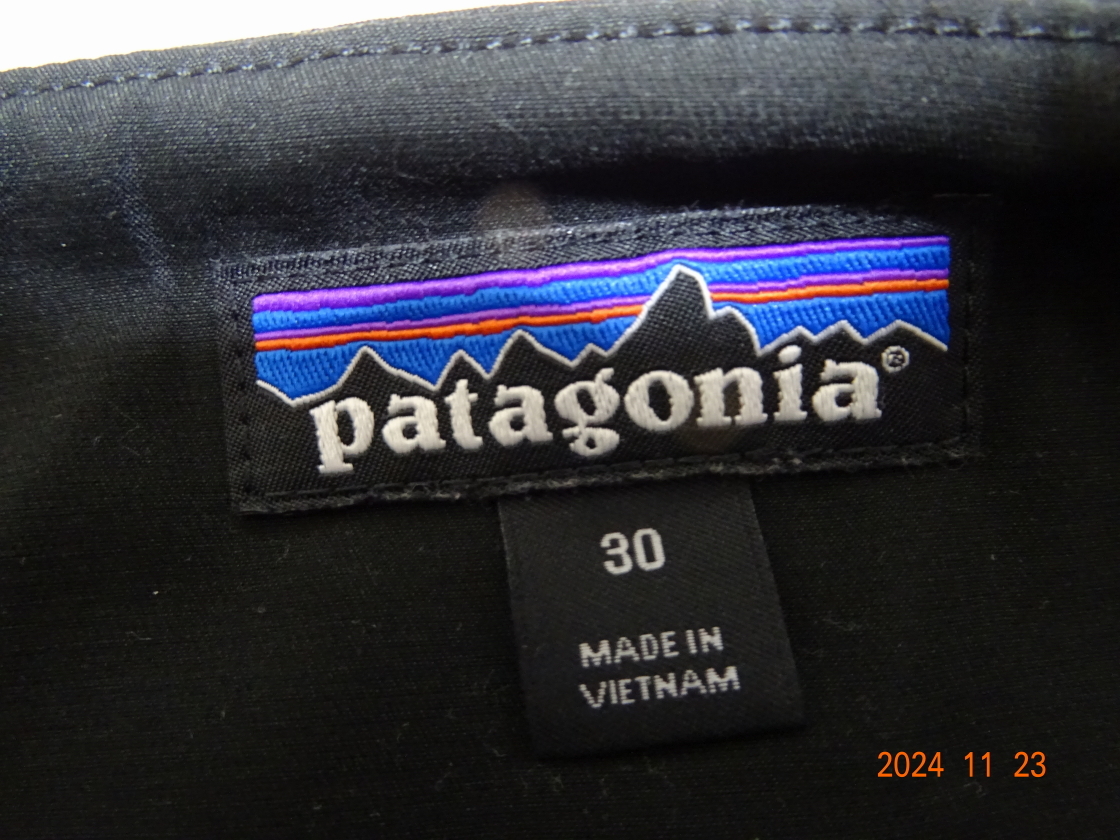 patagonia®
30
MADE IN
VIETNAM
2024 11 23